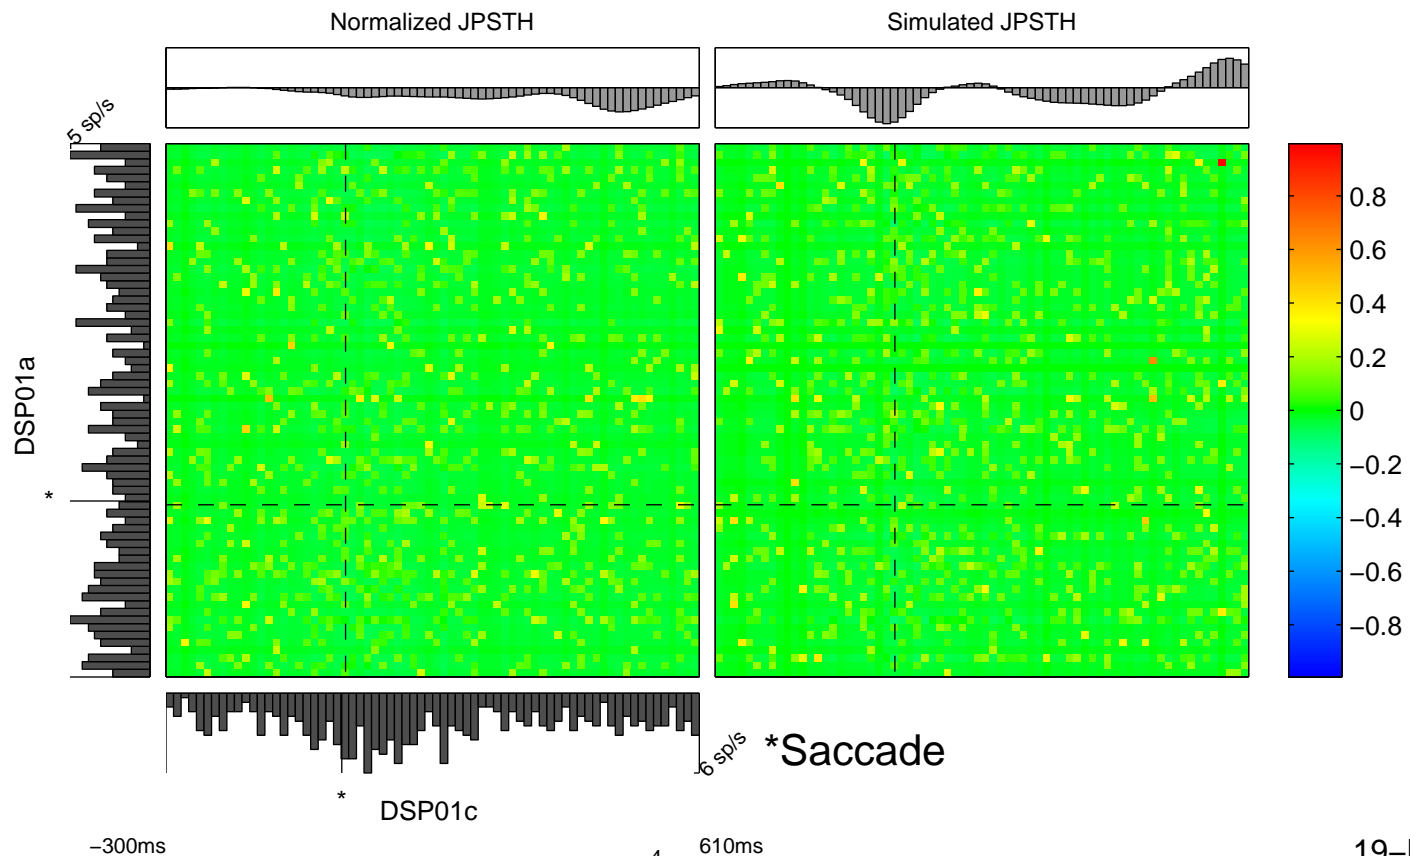 Normalized JPSTH
Simulated JPSTH
5 sp/s
DSP01a
*
0.8
0.6
0.4
0.2
0
−0.2
−0.4
−0.6
−0.8
6 sp/s
*Saccade
*
DSP01c
−300ms
610ms